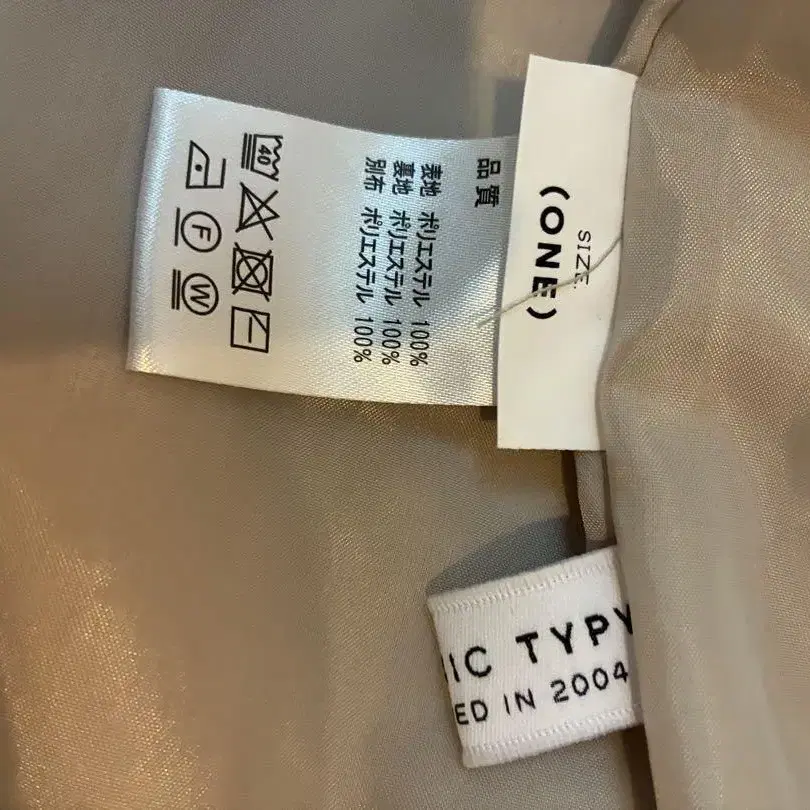 SIZE:
(ONE)
品質
表地 ポリエステル 100%
裏地 ポリエステル 100%
別布 ポリエステル 100%
40
F
W
IC TYPY
ED IN 2004